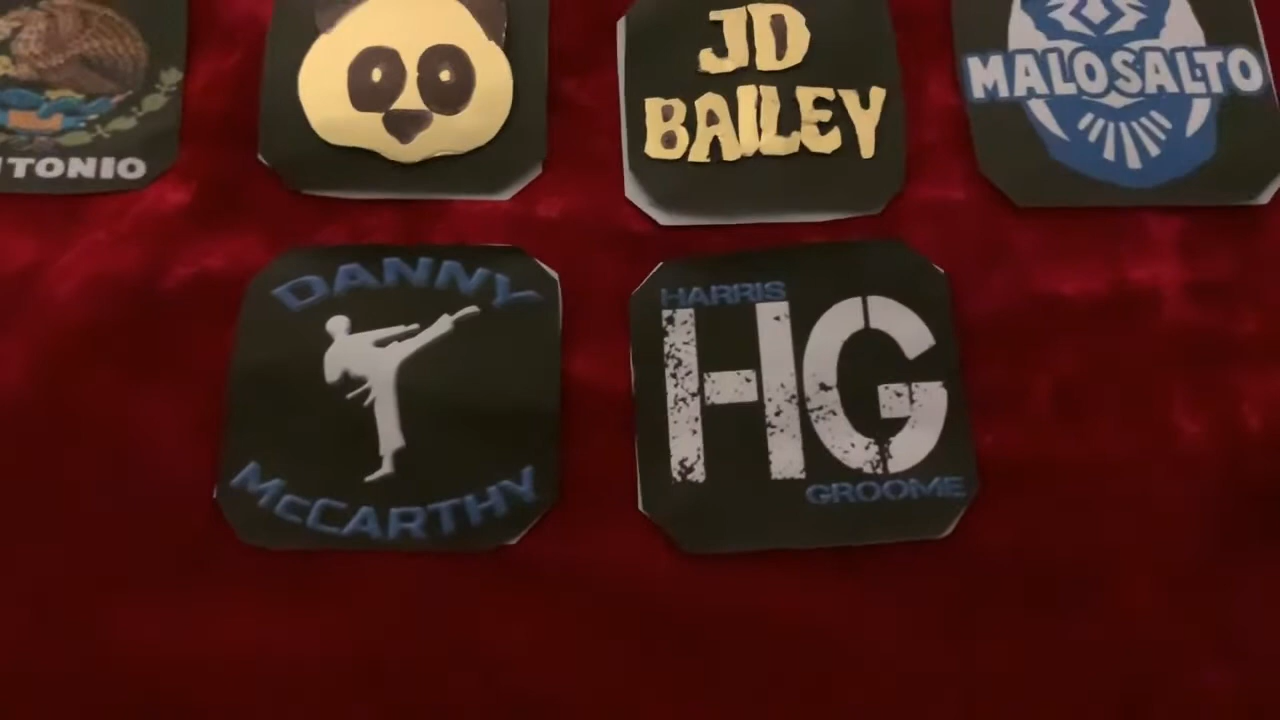 TONIO
JD
BAILEY
MALOSALTO
DANNY
McCARTHY
HARRIS
HG
GROOME